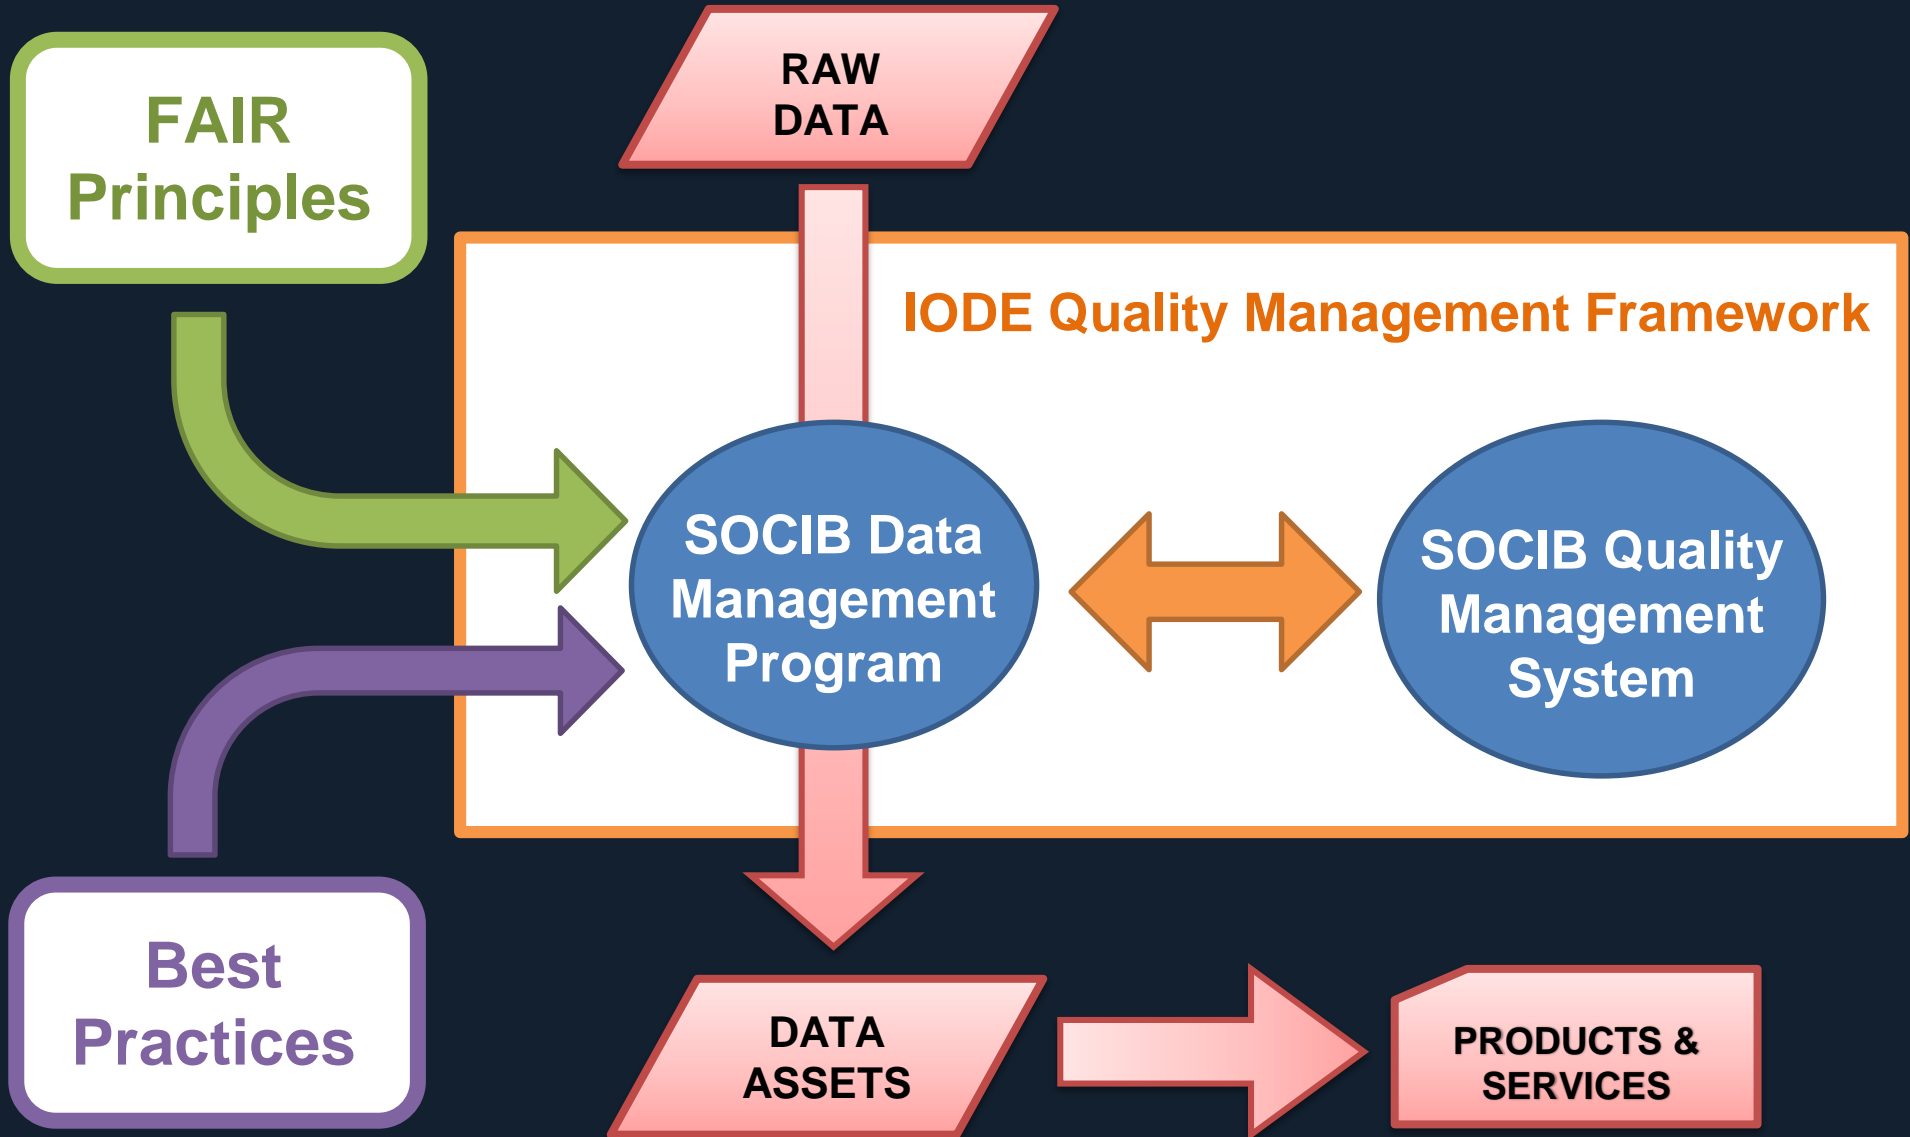 FAIR
Principles
RAW
DATA
IODE Quality Management Framework
SOCIB Data
Management
Program
SOCIB Quality
Management
System
Best
Practices
DATA
ASSETS
PRODUCTS &
SERVICES